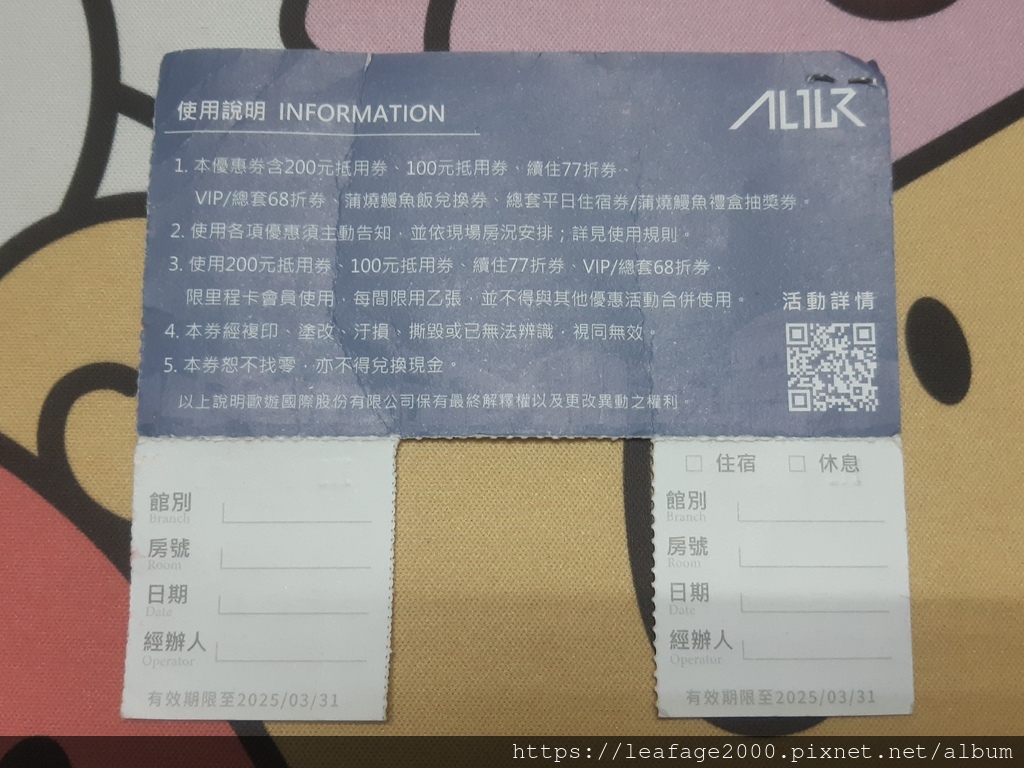 使用說明 INFORMATION
1. 本優惠券含200元抵用券、100元抵用券、續住77折券、
VIP/總套68折券、蒲燒鰻魚飯兌換券、總套平日住宿券/蒲燒鰻魚禮盒抽獎券。
2. 使用各項優惠須主動告知,並依現場房況安排;詳見使用規則。
3. 使用200元抵用券、100元抵用券、續住77折券、VIP/總套68折券,
限里程卡會員使用,每間限用乙張,並不得與其他優惠活動合併使用。
活動詳情
4. 本券經複印、塗改、汙損、撕毀或已無法辨識,視同無效。
5. 本券恕不找零,亦不得兌換現金。
以上說明歐遊國際股份有限公司保有最終解釋權以及更改異動之權利。
館別
Branch
房號
Room
日期
Date
經辦人
Operator
有效期限至2025/03/31
□ 住宿 □ 休息
館別
Branch
房號
Room
日期
Date
經辦人
Operator
有效期限至2025/03/31
https://leafage2000.pixnet.net/album